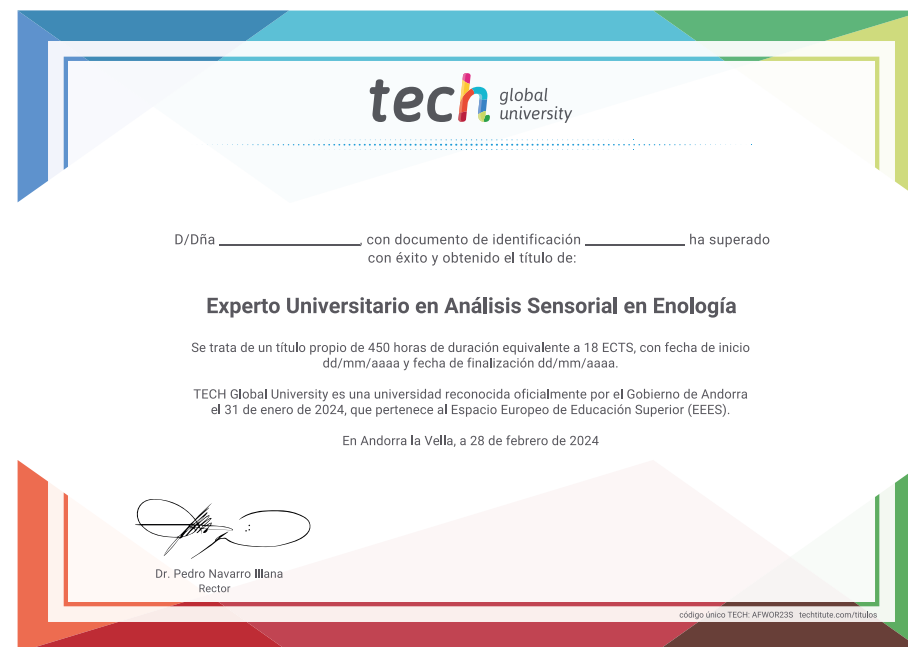 tech global university
D/Dña ____________________, con documento de identificación ______________ ha superado
con éxito y obtenido el título de:
Experto Universitario en Análisis Sensorial en Enología
Se trata de un título propio de 450 horas de duración equivalente a 18 ECTS, con fecha de inicio
dd/mm/aaaa y fecha de finalización dd/mm/aaaa.
TECH Global University es una universidad reconocida oficialmente por el Gobierno de Andorra
el 31 de enero de 2024, que pertenece al Espacio Europeo de Educación Superior (EEES).
En Andorra la Vella, a 28 de febrero de 2024
Dr. Pedro Navarro Illana
Rector
código único TECH: AFWOR23S techtitute.com/titulos